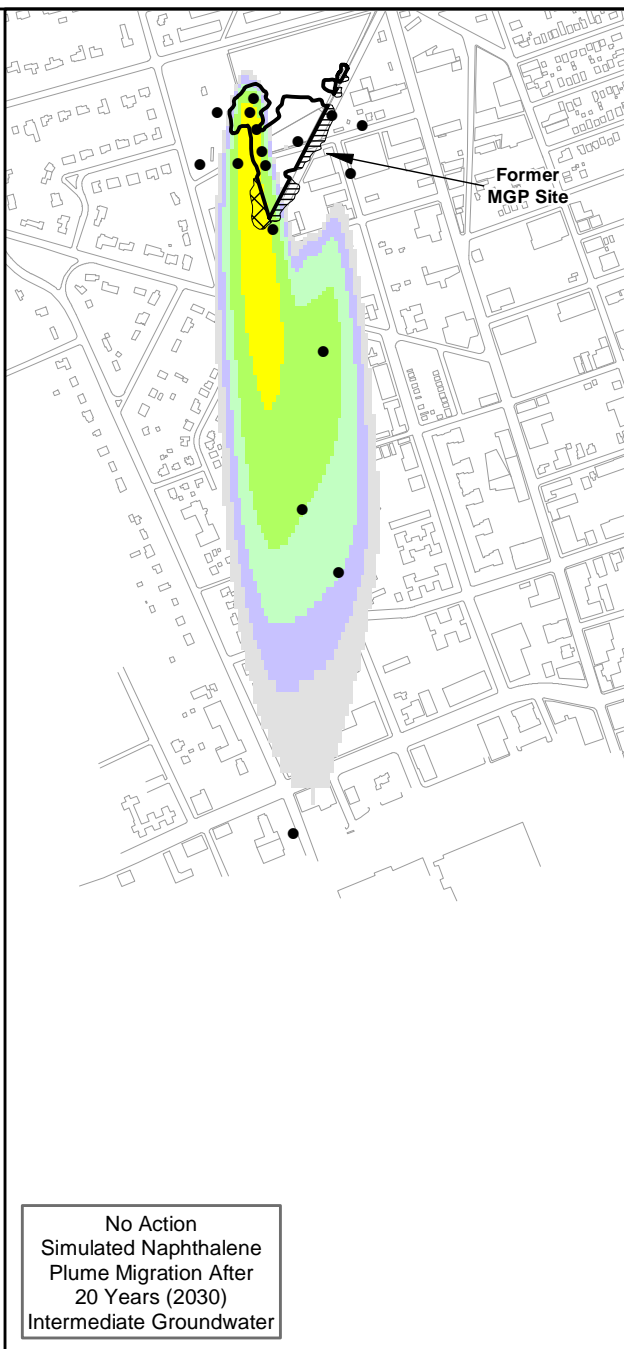 Former
MGP Site
No Action
Simulated Naphthalene
Plume Migration After
20 Years (2030)
Intermediate Groundwater